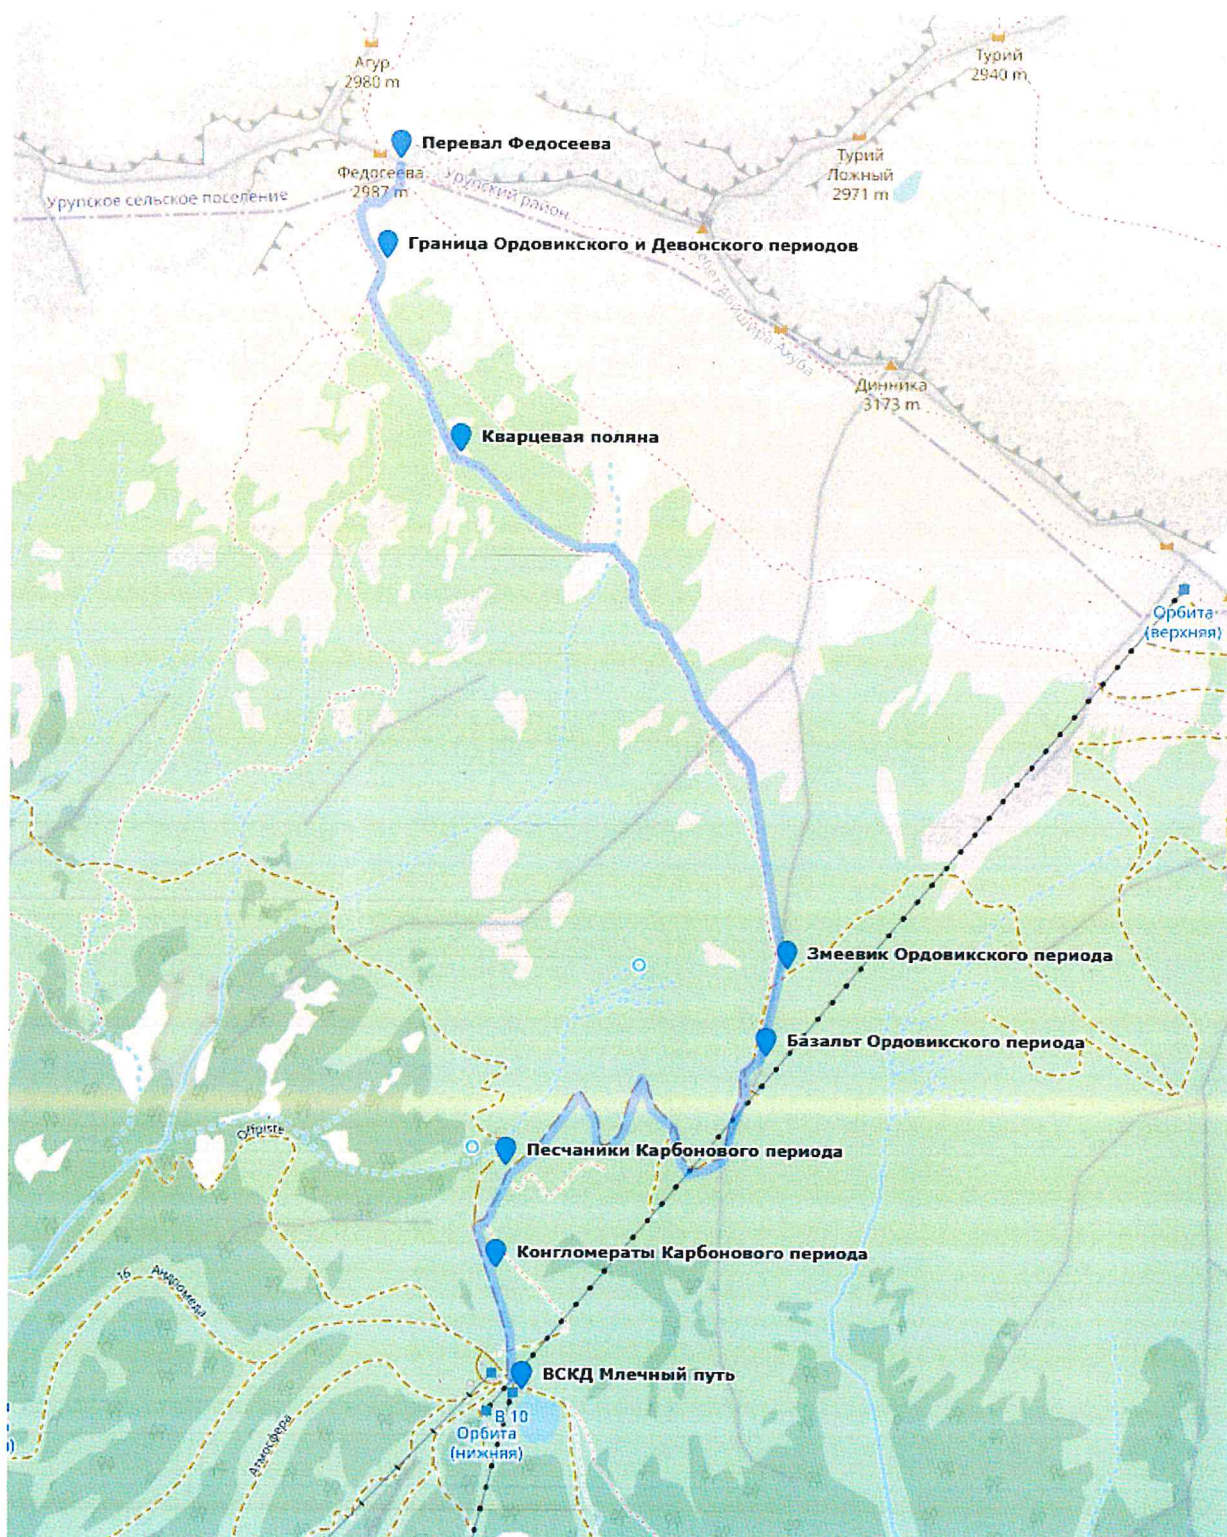 Агур
2980 m
Турий
2940 m
Перевал Федосеева
Федосеева
2987 m
Турий
Ложный
2971 m
Урупское сельское поселение
Урупский район
Граница Ордовикского и Девонского периодов
Абишира-Ахуба
Динника
3173 m
Кварцевая поляна
Орбита
(верхняя)
Змеевик Ордовикского периода
Базальт Ордовикского периода
Offpiste
Песчаники Карбонового периода
Конгломераты Карбонового периода
16
Андромеда
ВСКД Млечный путь
В 10
Орбита
(нижняя)
Атмосфера